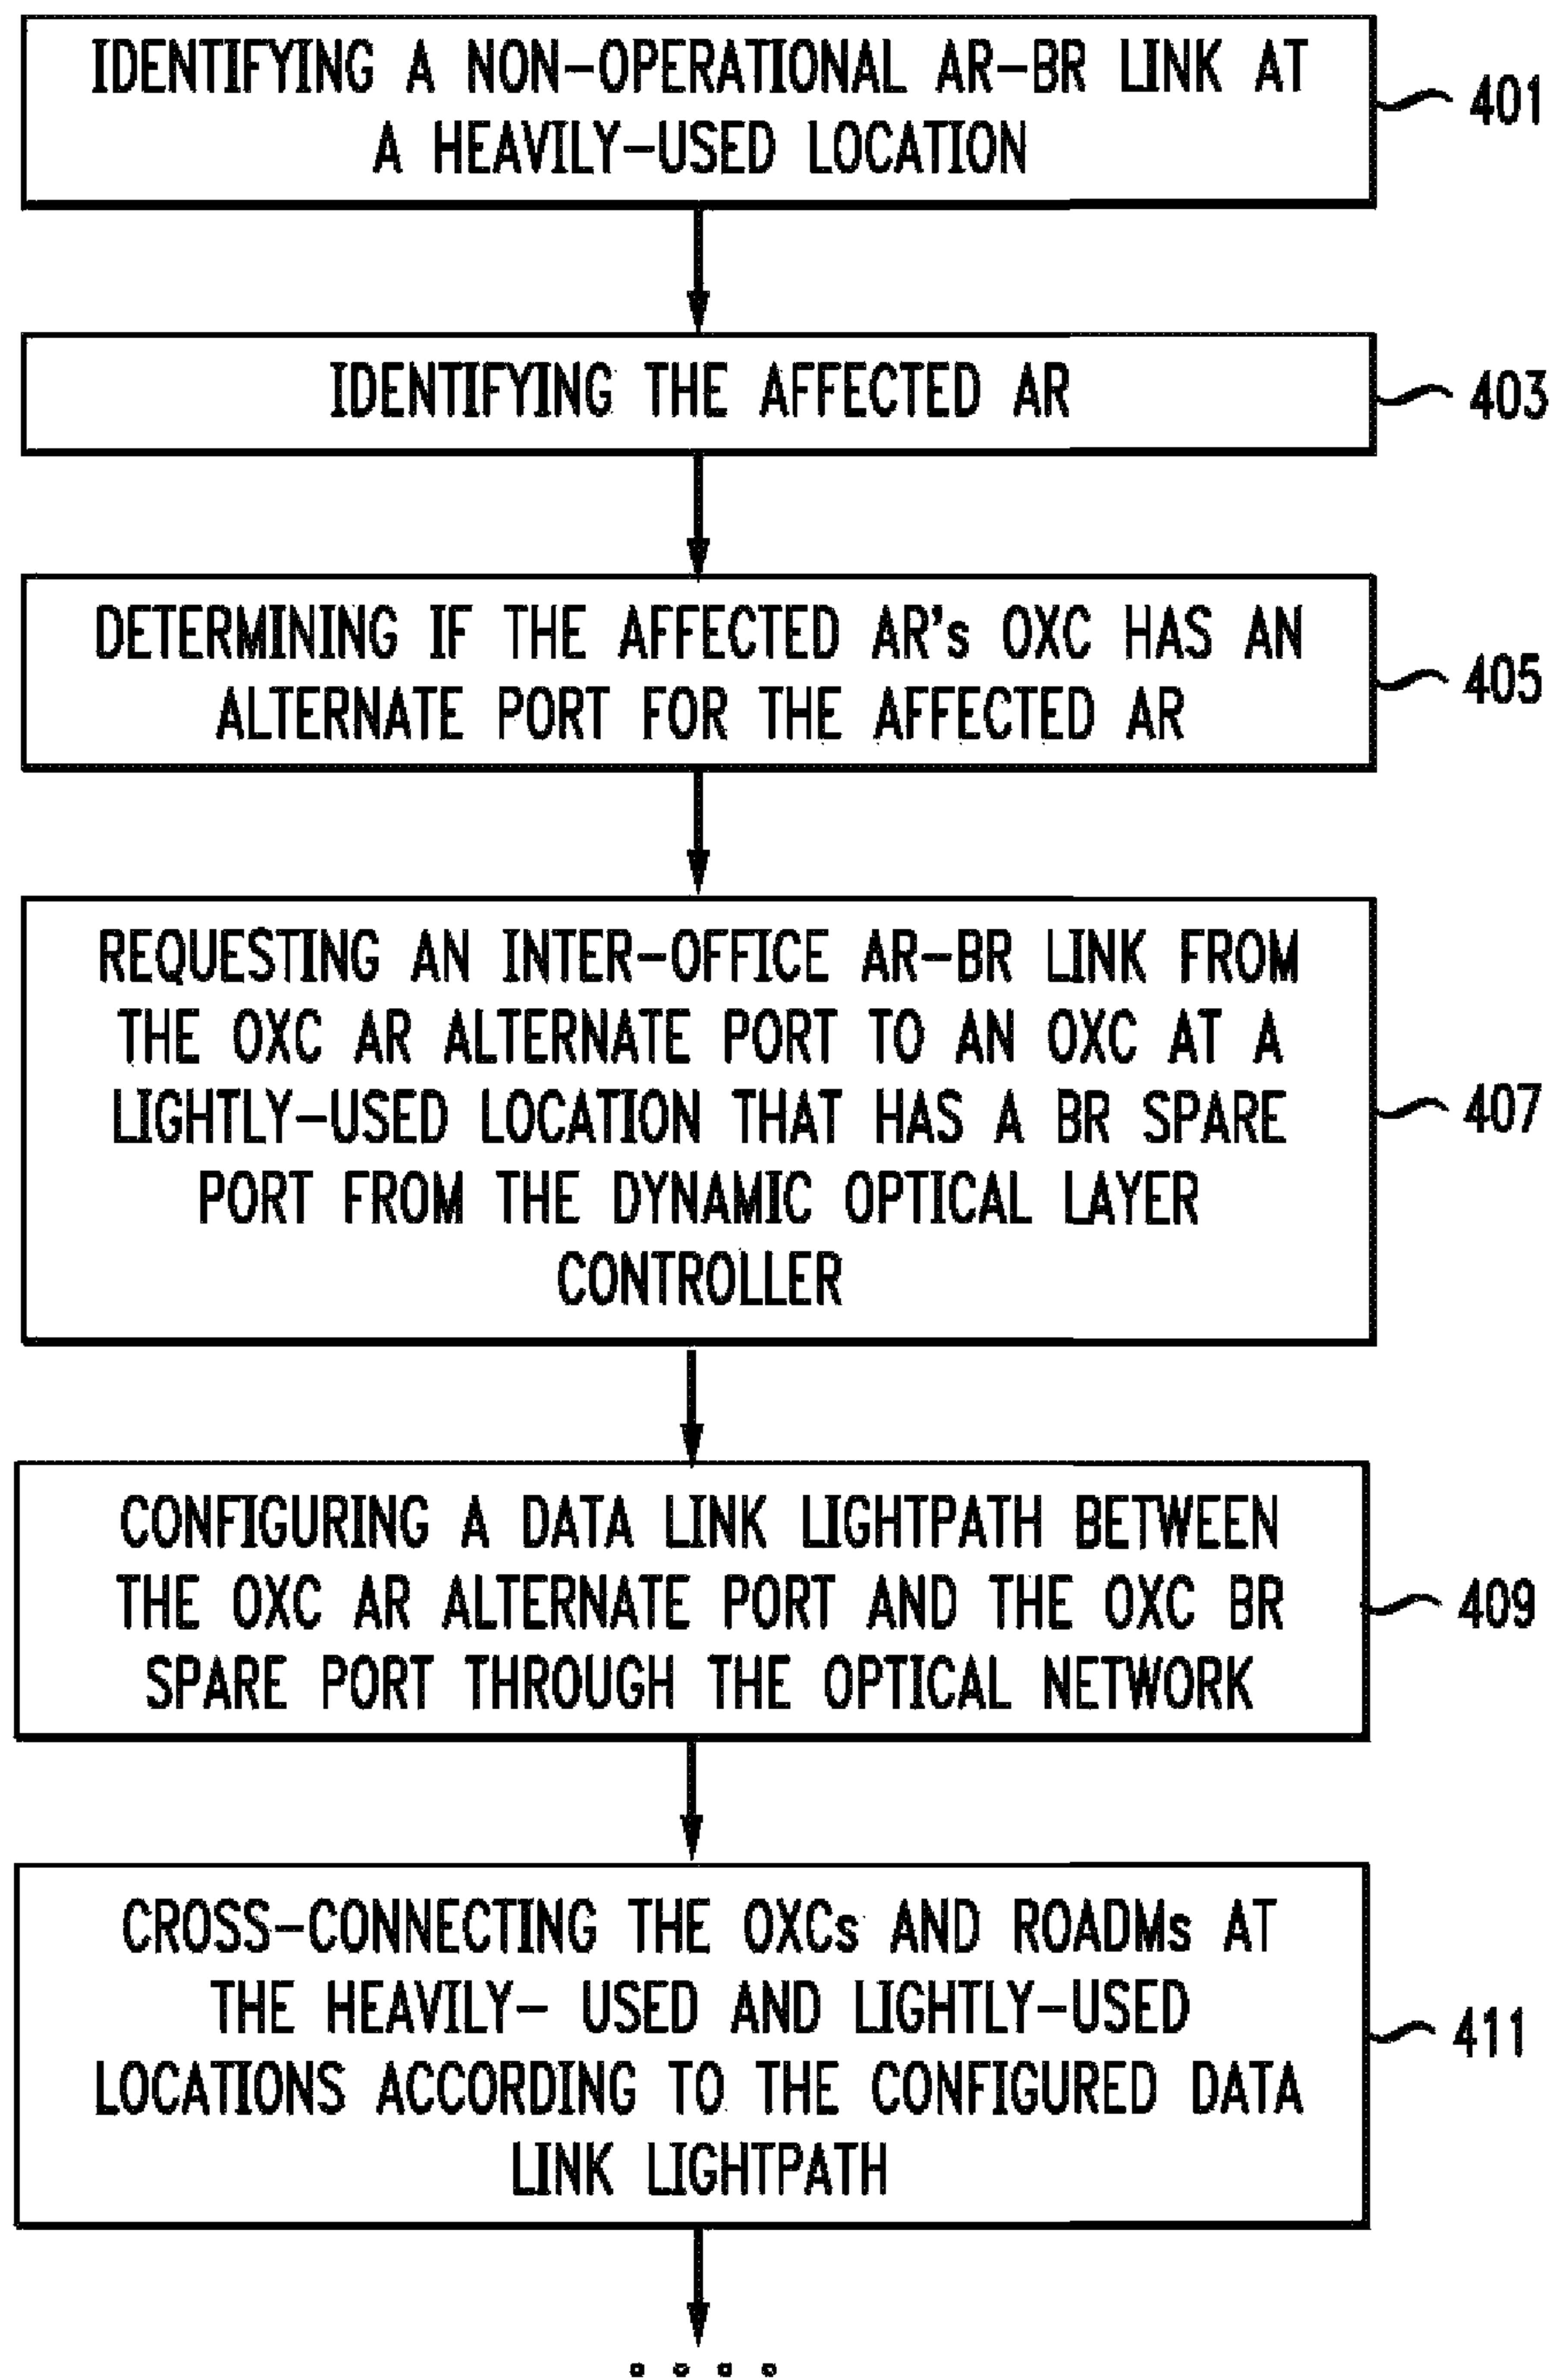 IDENTIFYING A NON-OPERATIONAL AR-BR LINK AT
A HEAVILY-USED LOCATION
401
IDENTIFYING THE AFFECTED AR
403
DETERMINING IF THE AFFECTED AR's OXC HAS AN
ALTERNATE PORT FOR THE AFFECTED AR
405
REQUESTING AN INTER-OFFICE AR-BR LINK FROM
THE OXC AR ALTERNATE PORT TO AN OXC AT A
LIGHTLY-USED LOCATION THAT HAS A BR SPARE
PORT FROM THE DYNAMIC OPTICAL LAYER
CONTROLLER
407
CONFIGURING A DATA LINK LIGHTPATH BETWEEN
THE OXC AR ALTERNATE PORT AND THE OXC BR
SPARE PORT THROUGH THE OPTICAL NETWORK
409
CROSS-CONNECTING THE OXCs AND ROADMs AT
THE HEAVILY- USED AND LIGHTLY-USED
LOCATIONS ACCORDING TO THE CONFIGURED DATA
LINK LIGHTPATH
411